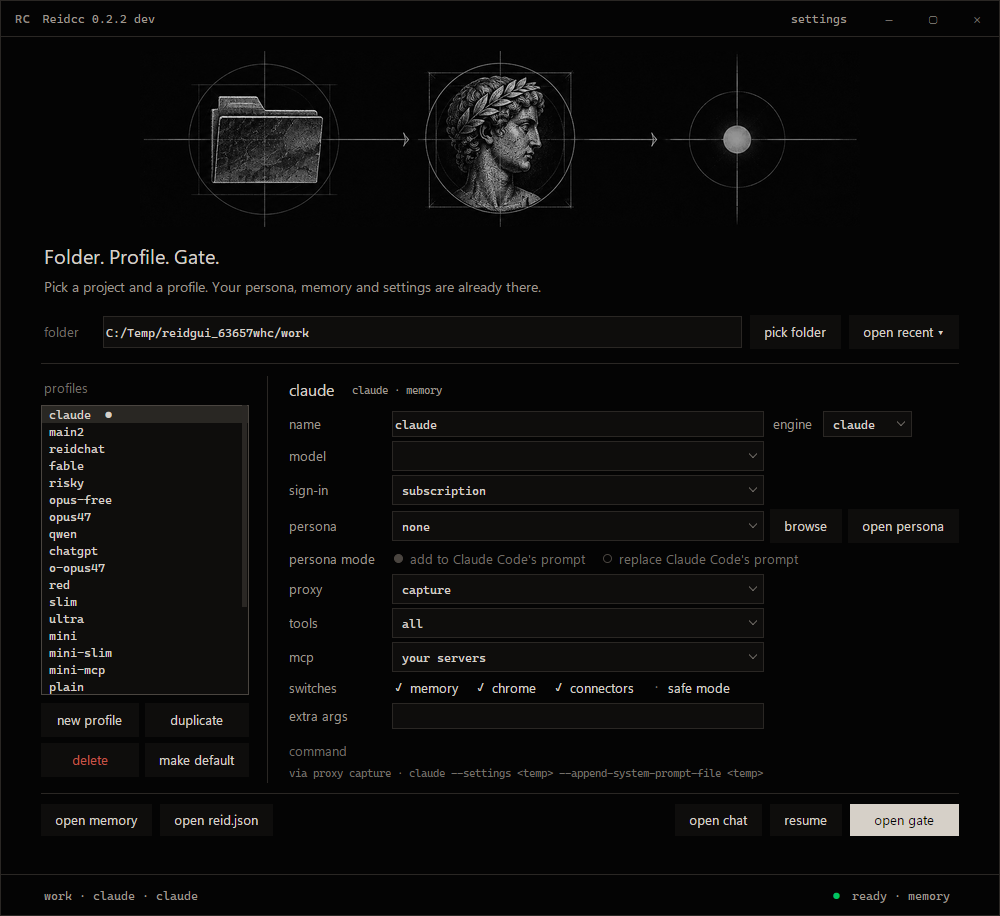 RC Reidcc 0.2.2 dev settings
Folder. Profile. Gate.
Pick a project and a profile. Your persona, memory and settings are already there.
folder C:/Temp/reidgui_63657whc/work pick folder open recent ▾
profiles
claude ●
main2
reidchat
fable
risky
opus-free
opus47
qwen
chatgpt
o-opus47
red
slim
ultra
mini
mini-slim
mini-mcp
plain
new profile duplicate
delete make default
claude claude · memory
name claude engine claude
model
sign-in subscription
persona none browse open persona
persona mode add to Claude Code's prompt replace Claude Code's prompt
proxy capture
tools all
mcp your servers
switches ✓ memory ✓ chrome ✓ connectors · safe mode
extra args
command
via proxy capture · claude --settings <temp> --append-system-prompt-file <temp>
open memory open reid.json open chat resume open gate
work · claude · claude ready · memory